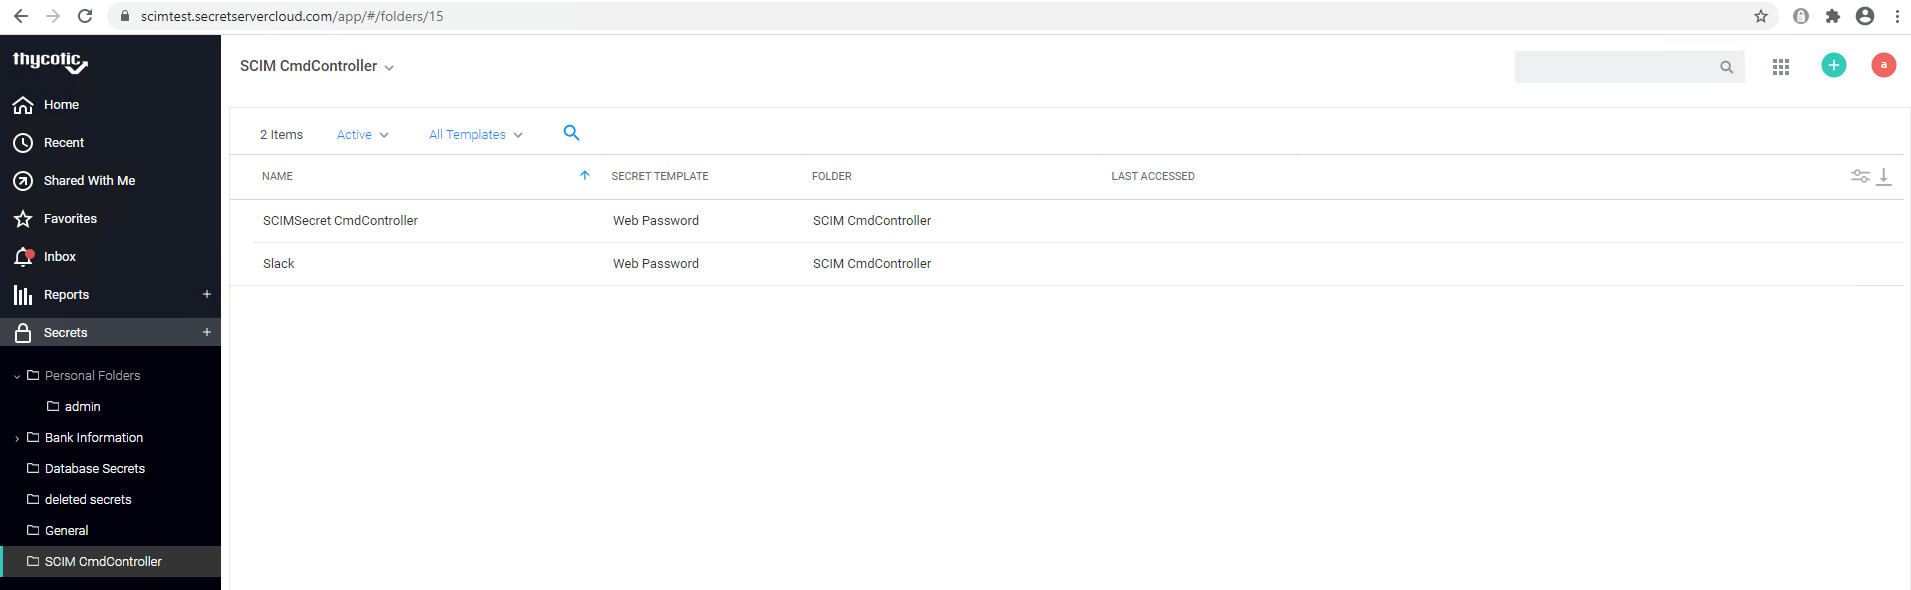 scimtest.secretservercloud.com/app/#/folders/15
thycotic
Home
Recent
Shared With Me
Favorites
Inbox
Reports +
Secrets +
Personal Folders
admin
Bank Information
Database Secrets
deleted secrets
General
SCIM CmdController
SCIM CmdController
a
2 Items Active All Templates
NAME SECRET TEMPLATE FOLDER LAST ACCESSED
SCIMSecret CmdController Web Password SCIM CmdController
Slack Web Password SCIM CmdController